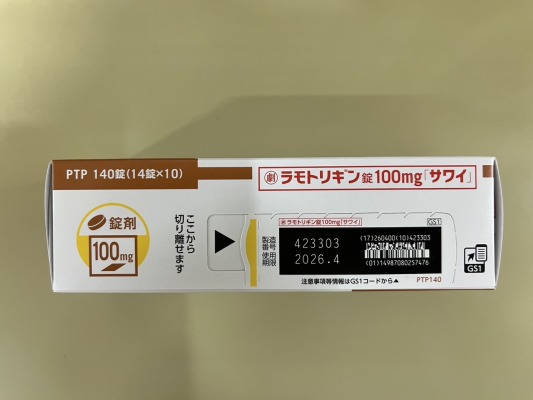 PTP 140錠(14錠×10)
劇 ラモトリギン錠100mg「サワイ」
錠剤
100mg
ここから
切り離せます
劇 ラモトリギン錠100mg「サワイ」
GS1
製造番号 423303
使用期限 2026.4
(17)260400(10)423303
(01)14987080257476
GS1
注意事項等情報はGS1コードから▲
PTP140